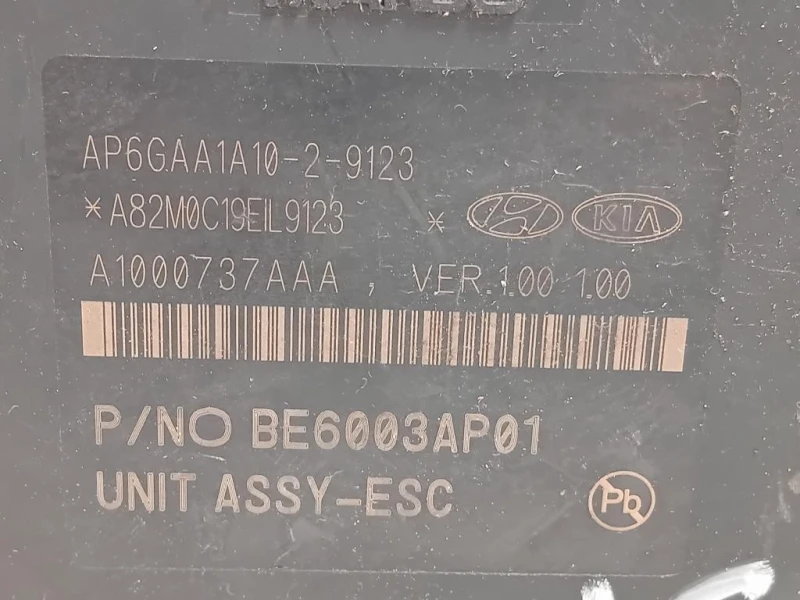 AP6GAA1A10-2-9123
*A82M0C19EIL9123 *
KIA
A1000737AAA , VER.1.00 1.00
P/NO BE6003AP01
UNIT ASSY-ESC
Pb